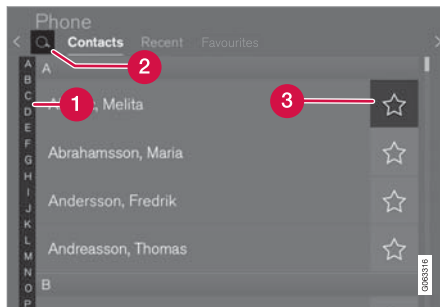 Phone
Contacts Recent Favourites
A
B
C
D
E
F
G
H
I
J
K
L
M
N
O
P
A
Melita
Abrahamsson, Maria
Andersson, Fredrik
Andreasson, Thomas
B
1
2
3
G063316